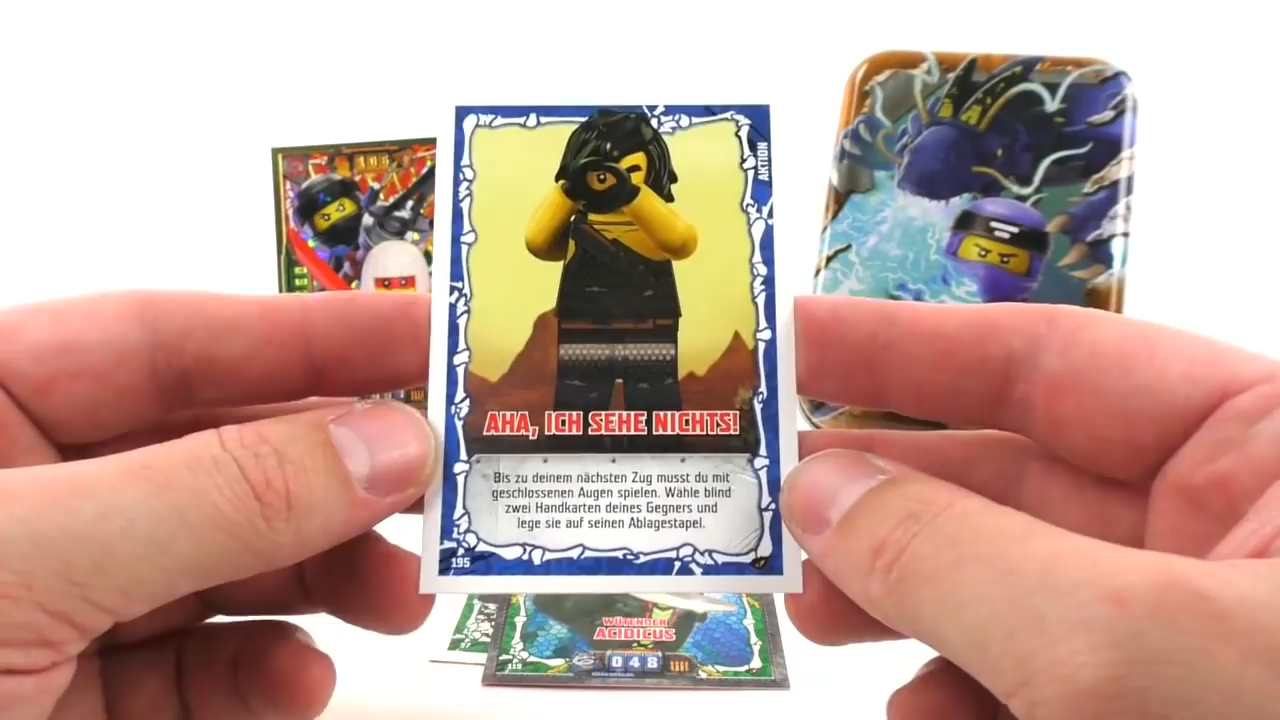 AKTION
AHA, ICH SEHE NICHTS!
Bis zu deinem nächsten Zug musst du mit
geschlossenen Augen spielen. Wähle blind
zwei Handkarten deines Gegners und
lege sie auf seinen Ablagestapel.
195
WÜTENDER
ACIDICUS
048